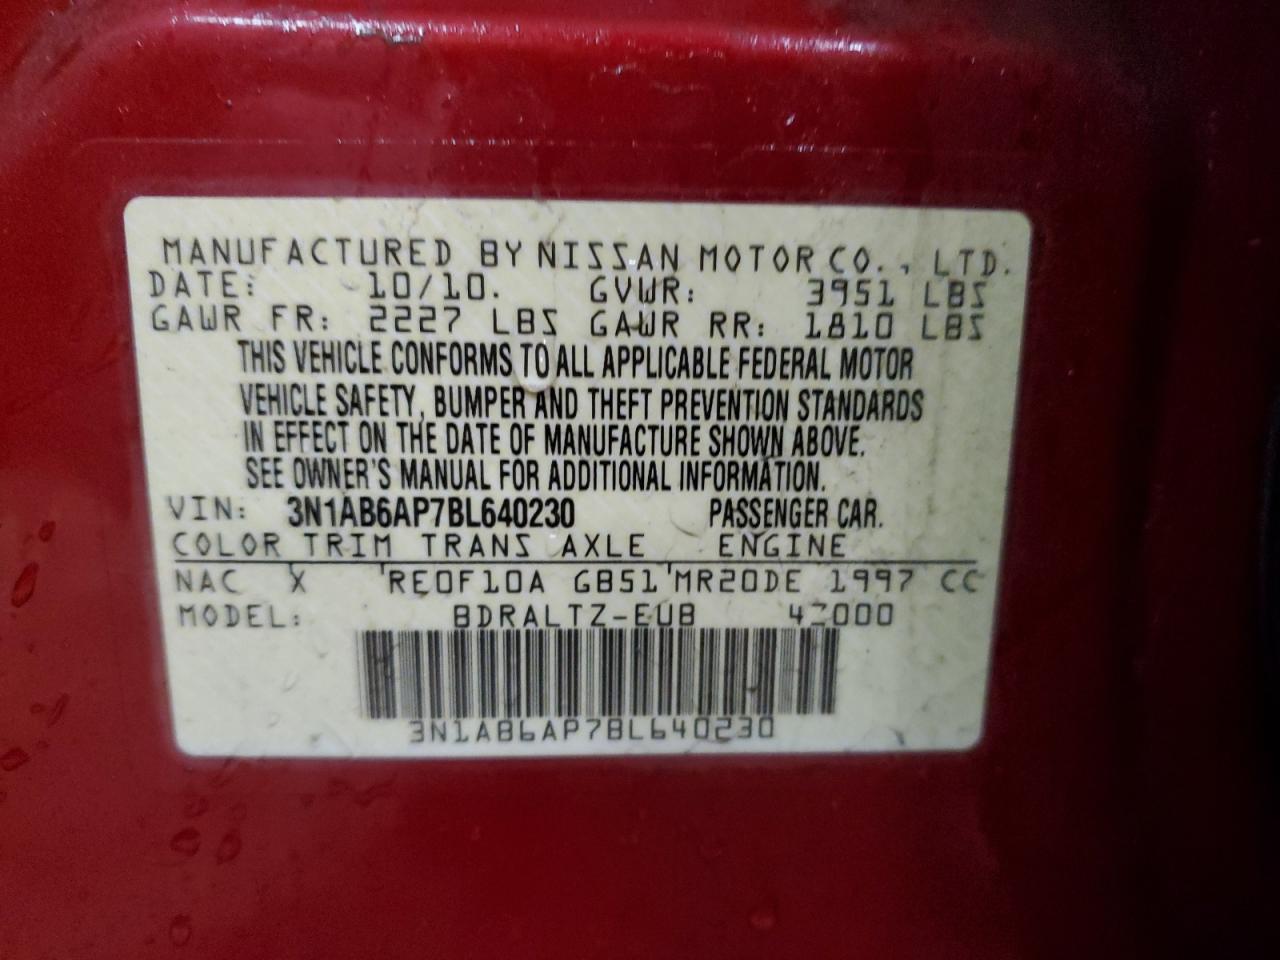 MANUFACTURED BY NISSAN MOTOR CO., LTD.
DATE: 10/10. GVWR: 3951 LBS
GAWR FR: 2227 LBS GAWR RR: 1810 LBS
THIS VEHICLE CONFORMS TO ALL APPLICABLE FEDERAL MOTOR
VEHICLE SAFETY, BUMPER AND THEFT PREVENTION STANDARDS
IN EFFECT ON THE DATE OF MANUFACTURE SHOWN ABOVE.
SEE OWNER'S MANUAL FOR ADDITIONAL INFORMATION.
VIN: 3N1AB6AP7BL640230 PASSENGER CAR.
COLOR TRIM TRANS AXLE ENGINE
NAC X RE0F10A GB51 MR20DE 1997 CC
MODEL: BDRALTZ-EUB
3N1AB6AP7BL640230